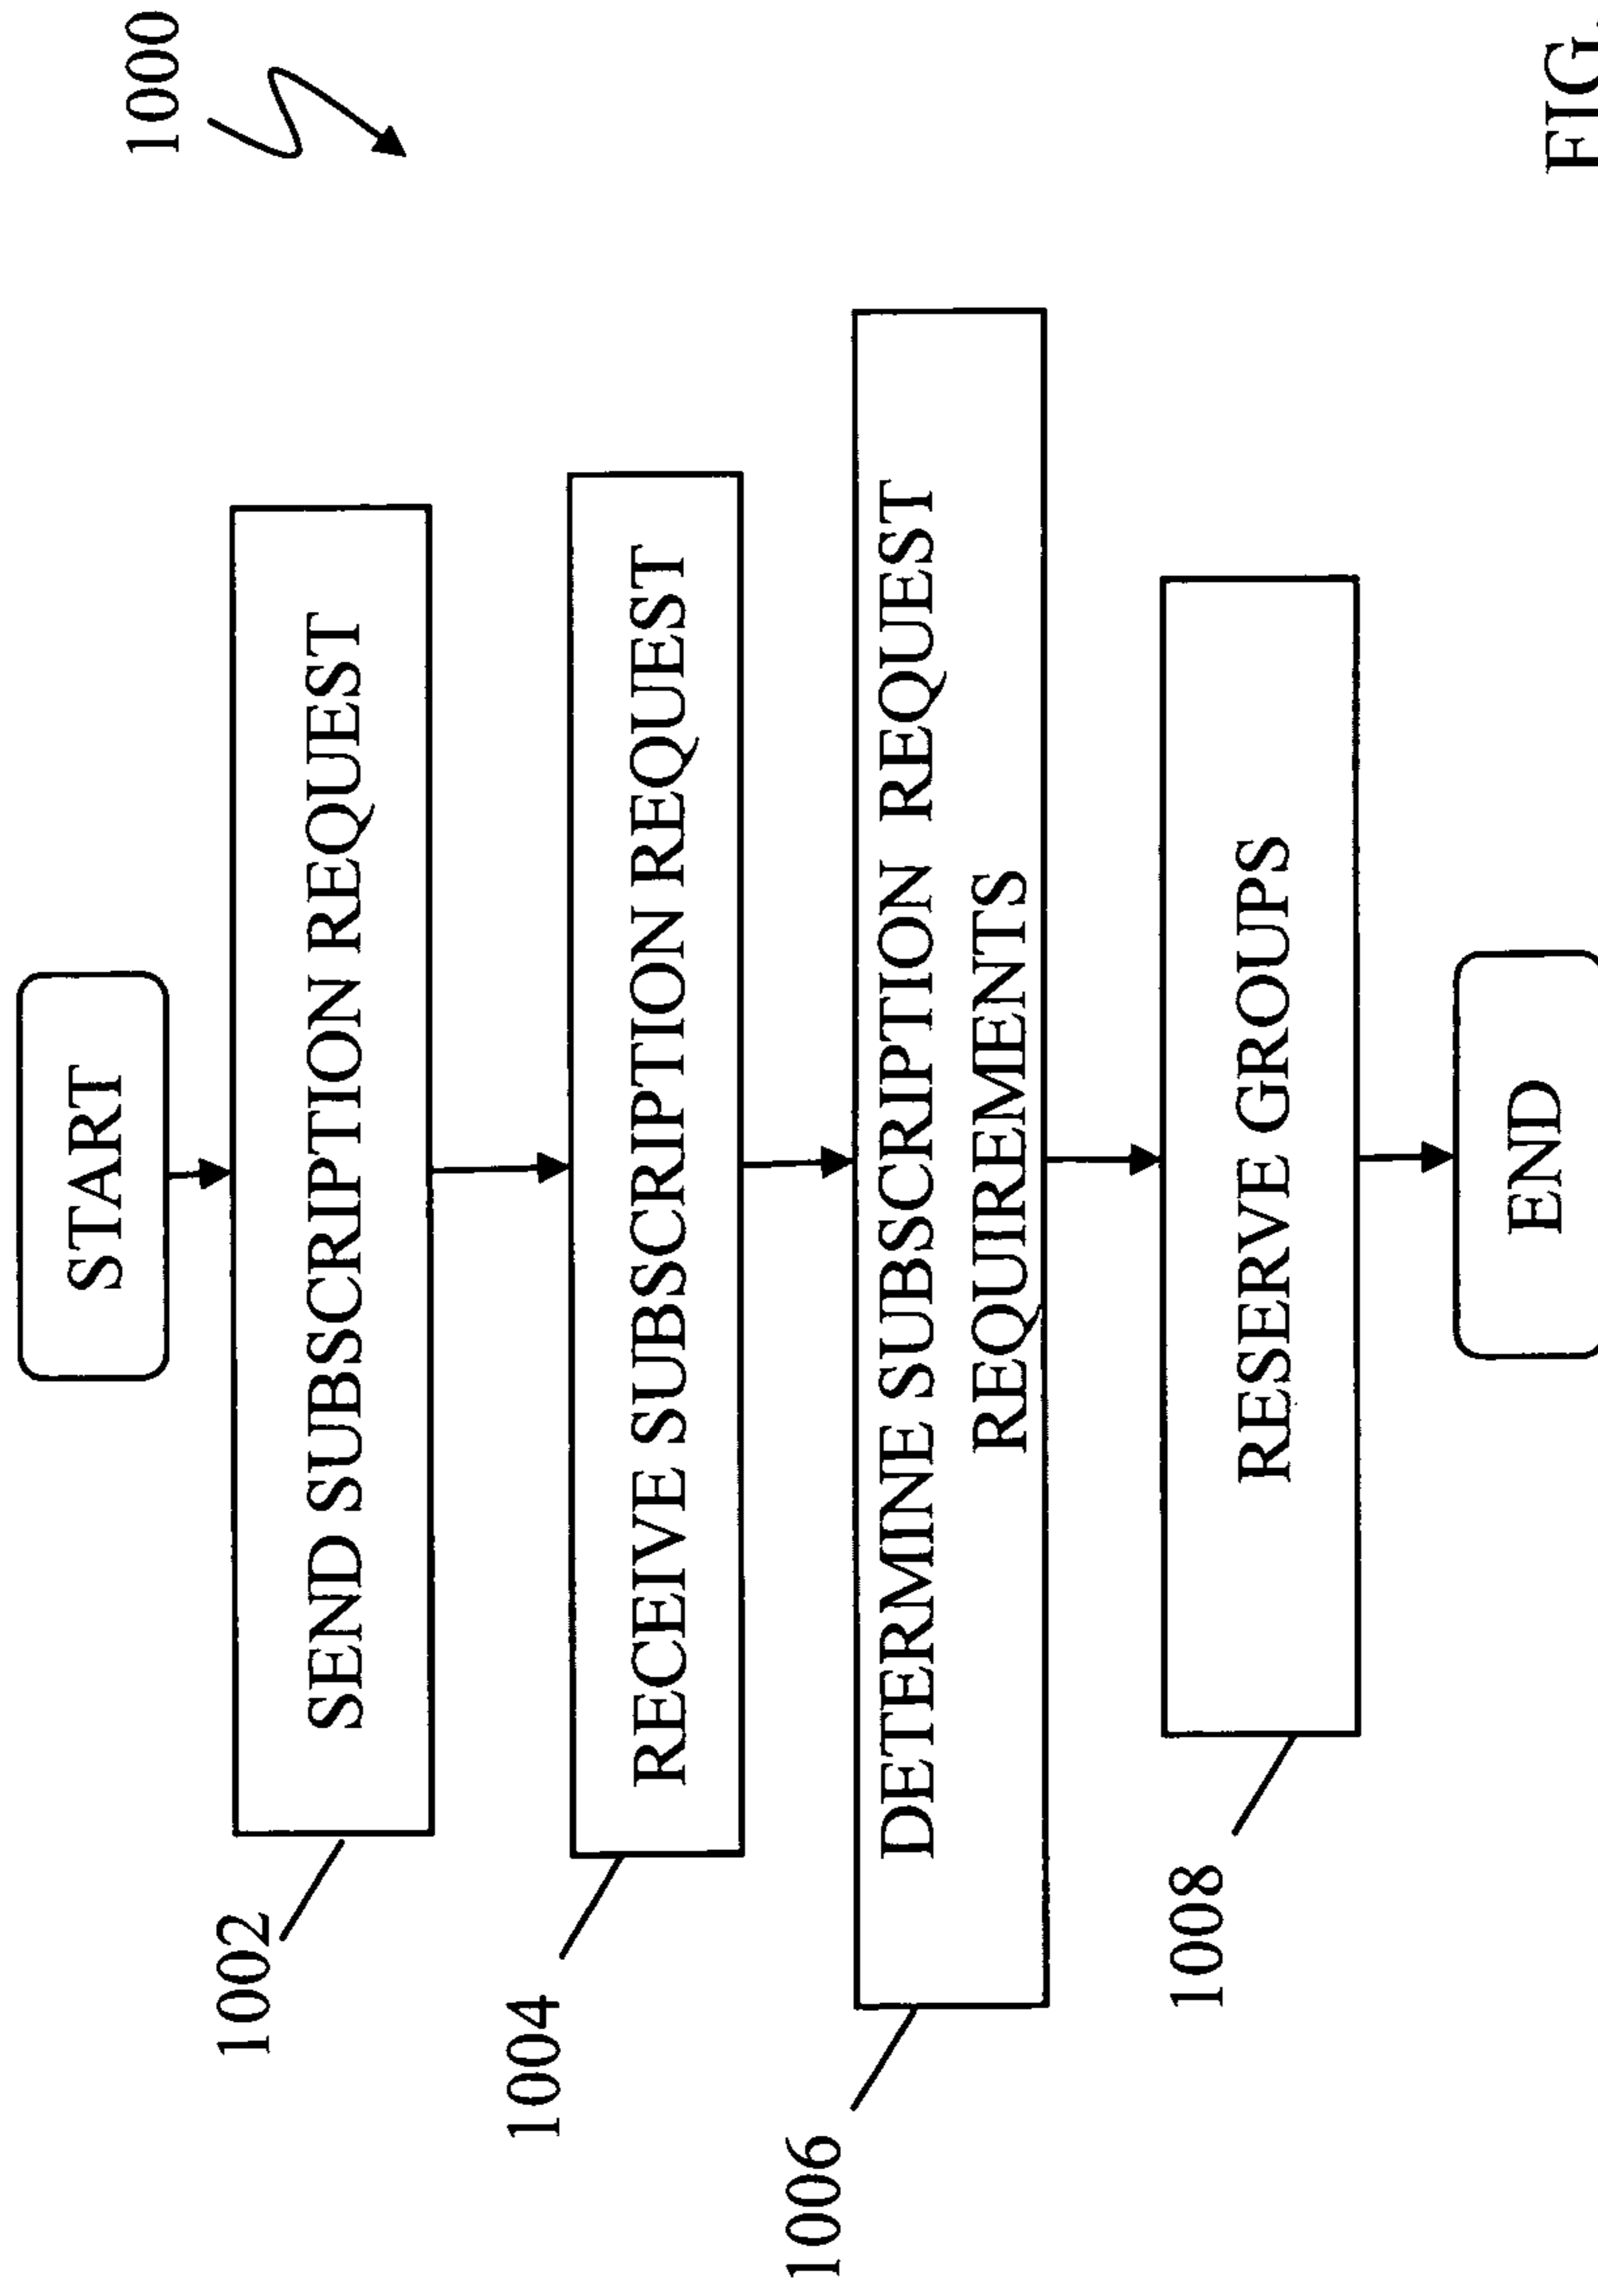 1000
START
SEND SUBSCRIPTION REQUEST
1002
RECEIVE SUBSCRIPTION REQUEST
1004
DETERMINE SUBSCRIPTION REQUEST
REQUIREMENTS
1006
RESERVE GROUPS
1008
END
FIG.